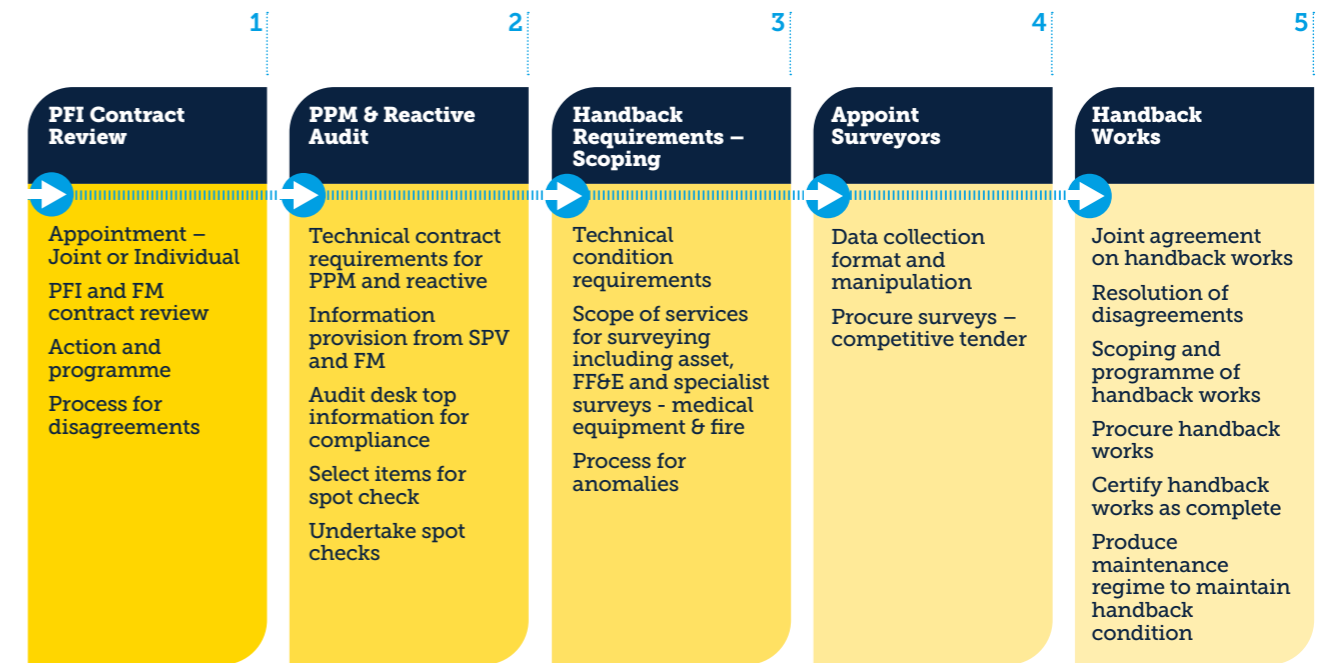 1
2
3
4
5
PFI Contract
Review
Appointment –
Joint or Individual
PFI and FM
contract review
Action and
programme
Process for
disagreements
PPM & Reactive
Audit
Technical contract
requirements for
PPM and reactive
Information
provision from SPV
and FM
Audit desk top
information for
compliance
Select items for
spot check
Undertake spot
checks
Handback
Requirements –
Scoping
Technical
condition
requirements
Scope of services
for surveying
including asset,
FF&E and specialist
surveys - medical
equipment & fire
Process for
anomalies
Appoint
Surveyors
Data collection
format and
manipulation
Procure surveys –
competitive tender
Handback
Works
Joint agreement
on handback works
Resolution of
disagreements
Scoping and
programme of
handback works
Procure handback
works
Certify handback
works as complete
Produce
maintenance
regime to maintain
handback
condition